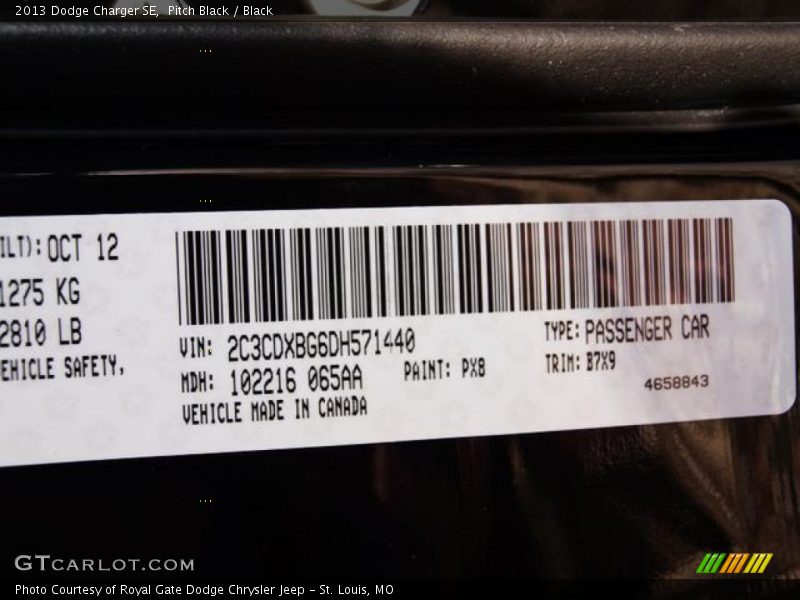 2013 Dodge Charger SE, Pitch Black / Black
ILT): OCT 12
1275 KG
2810 LB
EHICLE SAFETY.
VIN: 2C3CDXBG6DH571440
TYPE: PASSENGER CAR
MDH: 102216 065AA
PAINT: PX8
TRIM: B7X9
VEHICLE MADE IN CANADA
4658843
GTCARLOT.COM
Photo Courtesy of Royal Gate Dodge Chrysler Jeep - St. Louis, MO